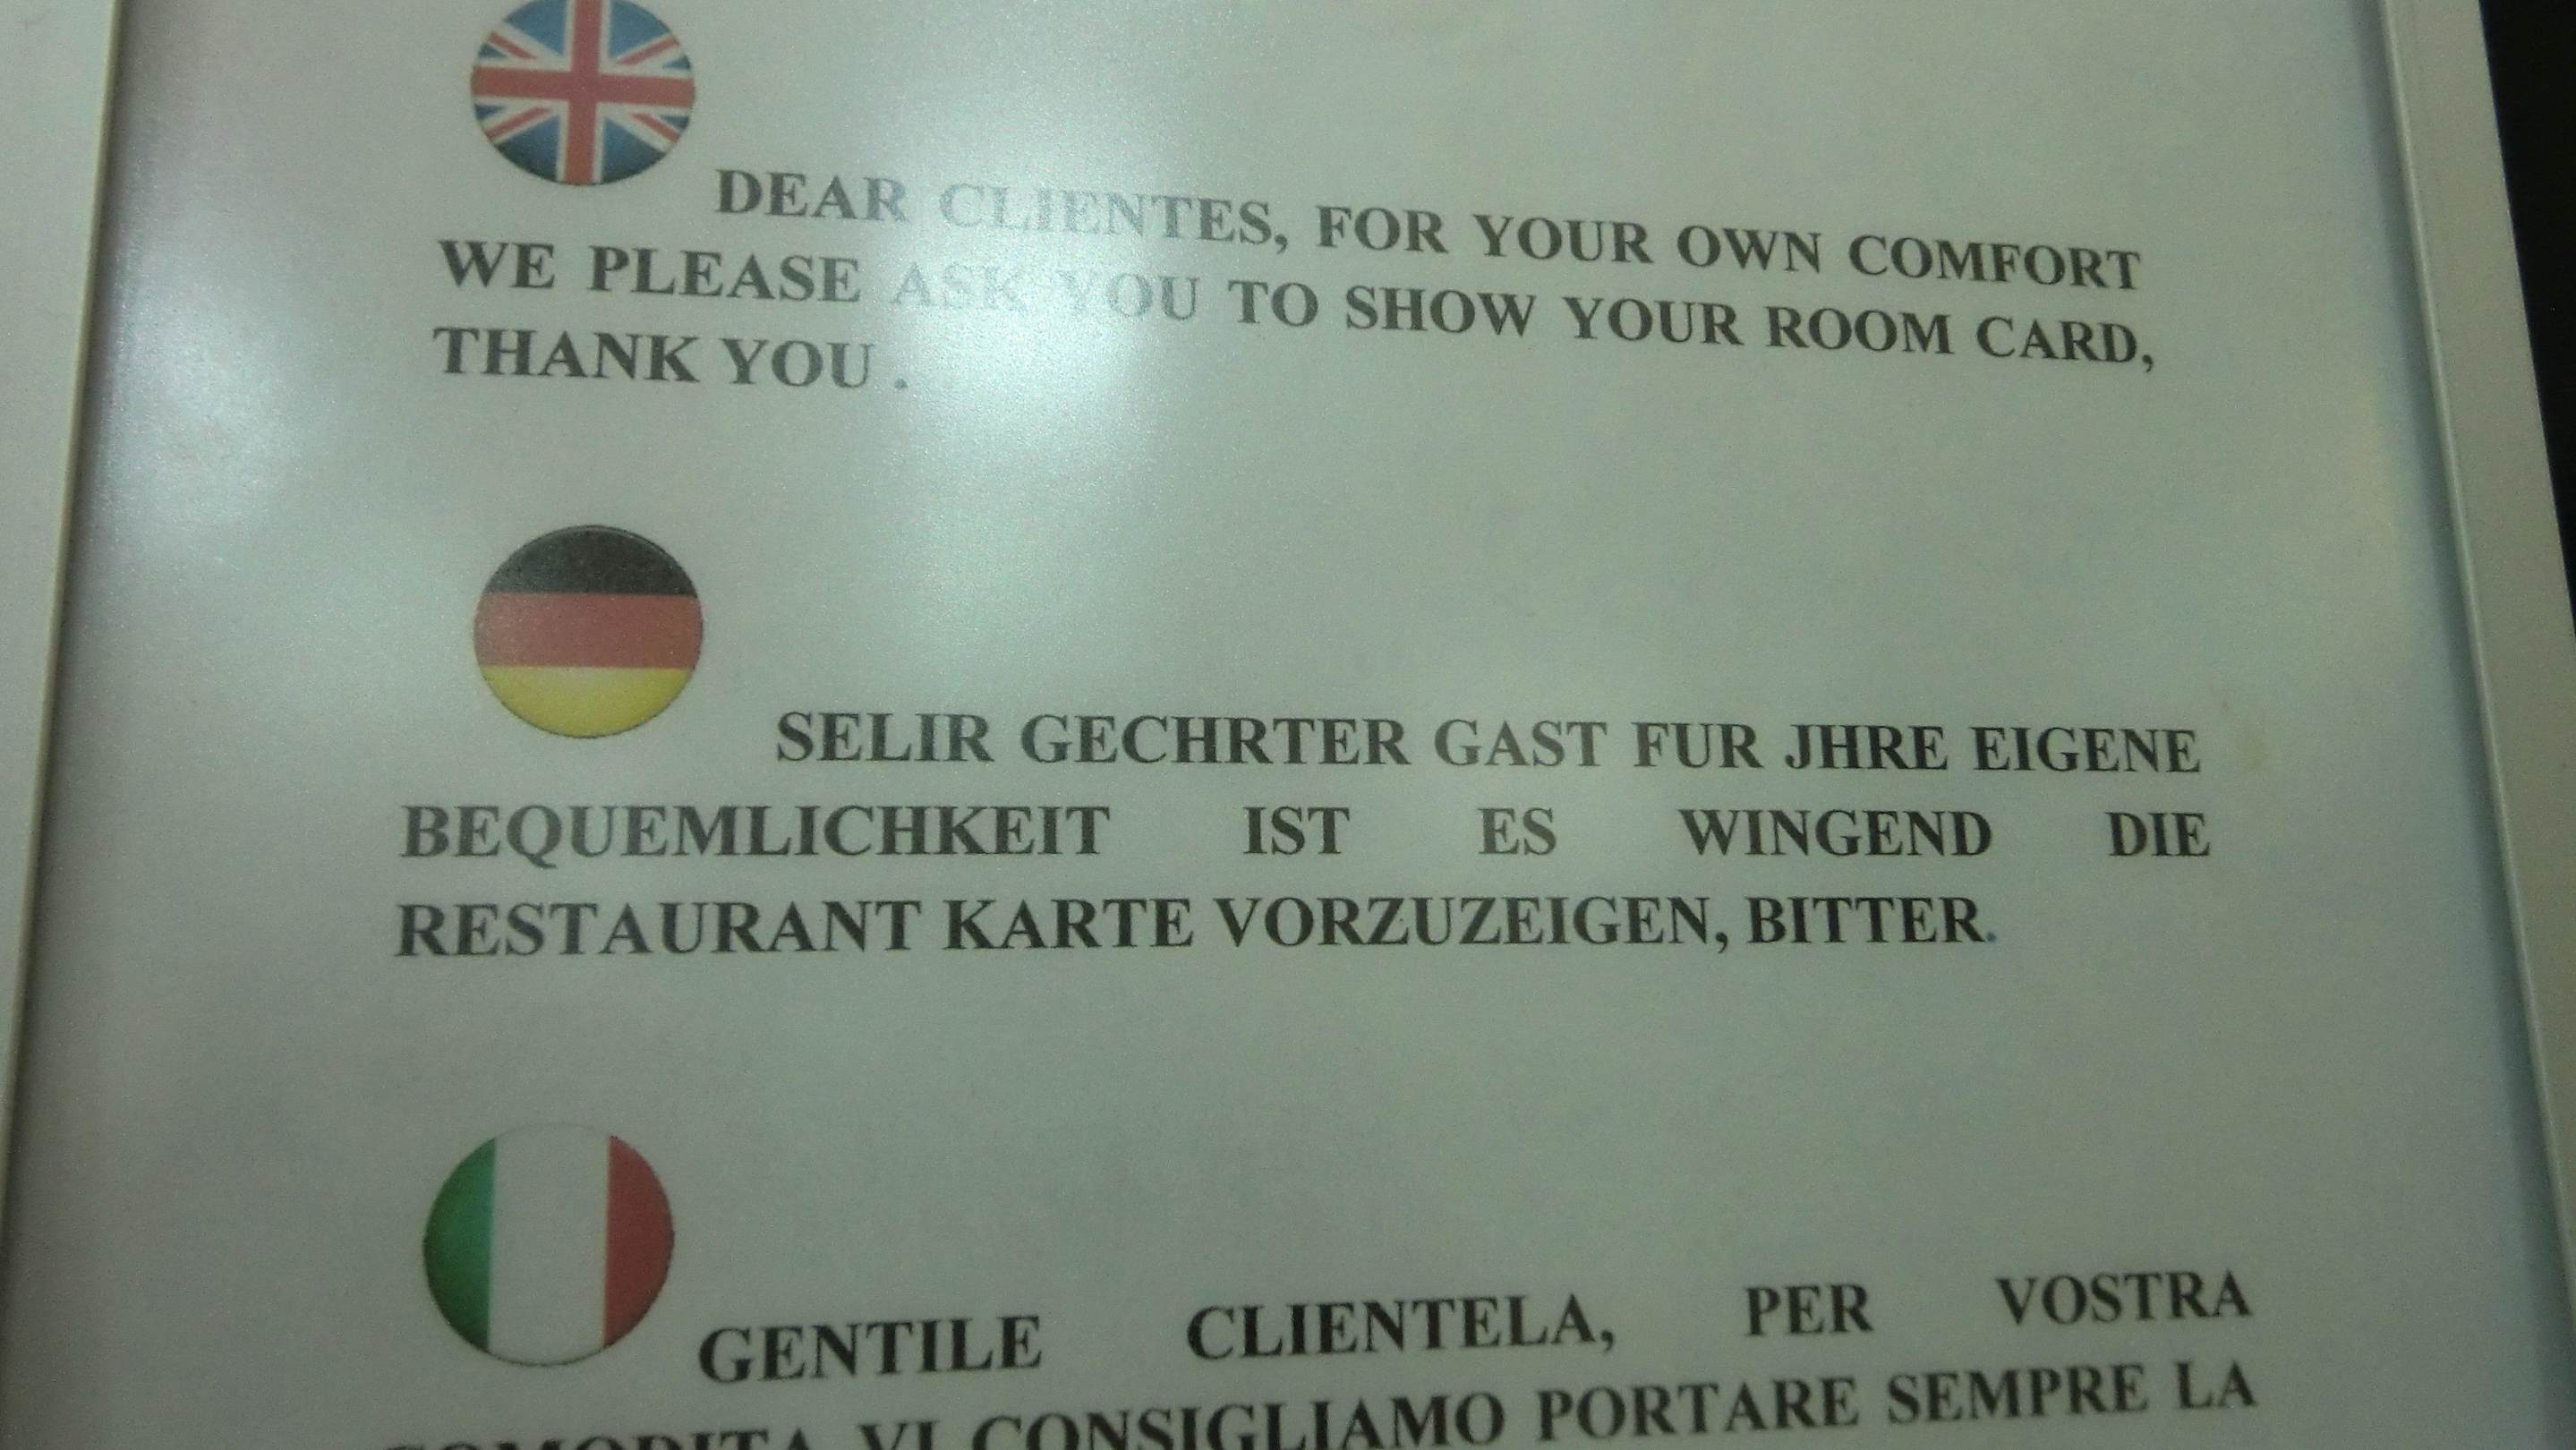 DEAR CLIENTES, FOR YOUR OWN COMFORT
WE PLEASE ASK YOU TO SHOW YOUR ROOM CARD,
THANK YOU .
SELIR GECHRTER GAST FUR JHRE EIGENE
BEQUEMLICHKEIT IST ES WINGEND DIE
RESTAURANT KARTE VORZUZEIGEN, BITTER.
GENTILE CLIENTELA, PER VOSTRA
COMODITA VI CONSIGLIAMO PORTARE SEMPRE LA